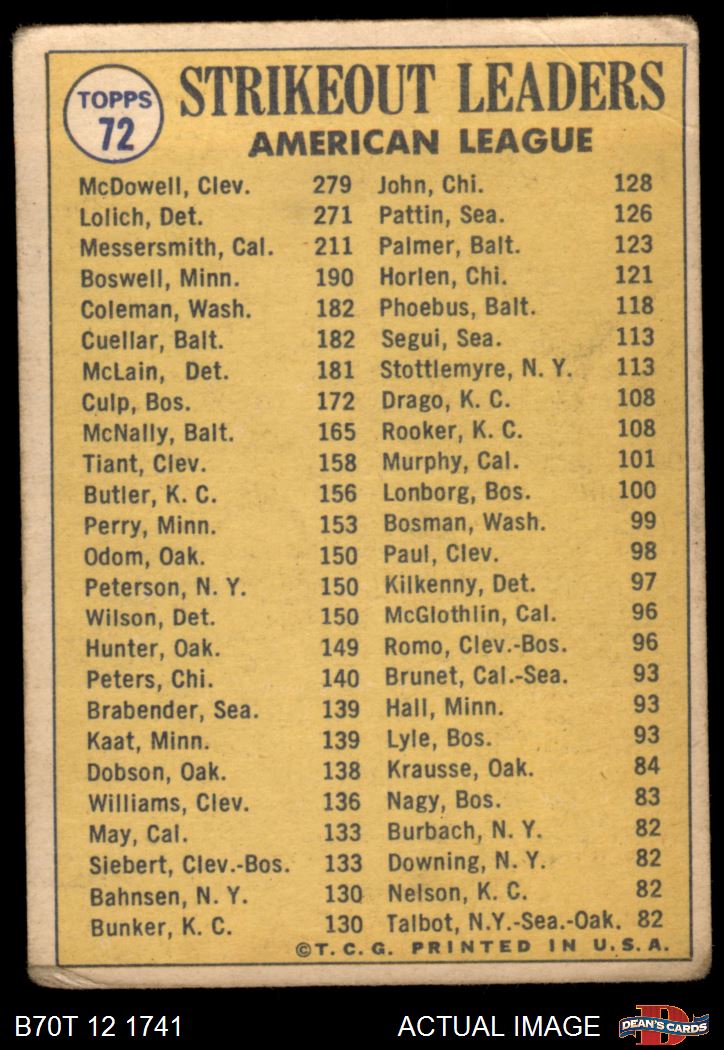 TOPPS
72
STRIKEOUT LEADERS
AMERICAN LEAGUE
McDowell, Clev. 279
Lolich, Det. 271
Messersmith, Cal. 211
Boswell, Minn. 190
Coleman, Wash. 182
Cuellar, Balt. 182
McLain, Det. 181
Culp, Bos. 172
McNally, Balt. 165
Tiant, Clev. 158
Butler, K. C. 156
Perry, Minn. 153
Odom, Oak. 150
Peterson, N. Y. 150
Wilson, Det. 150
Hunter, Oak. 149
Peters, Chi. 140
Brabender, Sea. 139
Kaat, Minn. 139
Dobson, Oak. 138
Williams, Clev. 136
May, Cal. 133
Siebert, Clev.-Bos. 133
Bahnsen, N. Y. 130
Bunker, K. C. 130
John, Chi. 128
Pattin, Sea. 126
Palmer, Balt. 123
Horlen, Chi. 121
Phoebus, Balt. 118
Segui, Sea. 113
Stottlemyre, N. Y. 113
Drago, K. C. 108
Rooker, K. C. 108
Murphy, Cal. 101
Lonborg, Bos. 100
Bosman, Wash. 99
Paul, Clev. 98
Kilkenny, Det. 97
McGlothlin, Cal. 96
Romo, Clev.-Bos. 96
Brunet, Cal.-Sea. 93
Hall, Minn. 93
Lyle, Bos. 93
Krausse, Oak. 84
Nagy, Bos. 83
Burbach, N. Y. 82
Downing, N. Y. 82
Nelson, K. C. 82
Talbot, N.Y.-Sea.-Oak. 82
©T. C. G. PRINTED IN U. S. A.
B70T 12 1741
ACTUAL IMAGE
D
DEAN'S CARDS